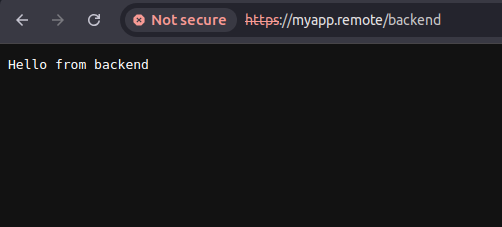 Not secure https://myapp.remote/backend
Hello from backend